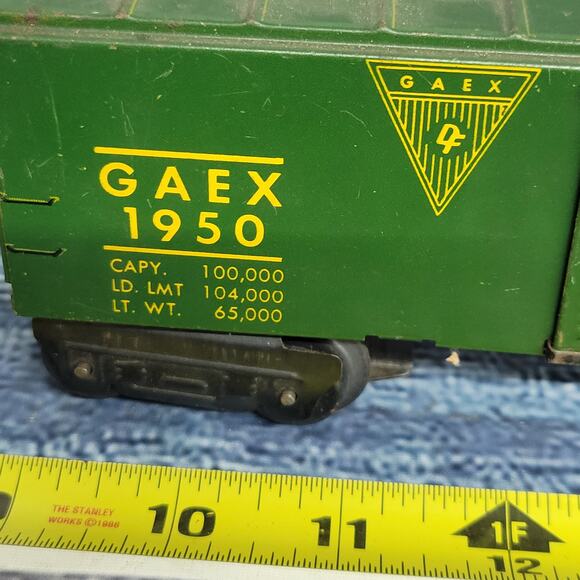 GAEX
DF
GAEX
1950
CAPY. 100,000
LD. LMT 104,000
LT. WT. 65,000
THE STANLEY
WORKS ©1986
10
11
1F
12